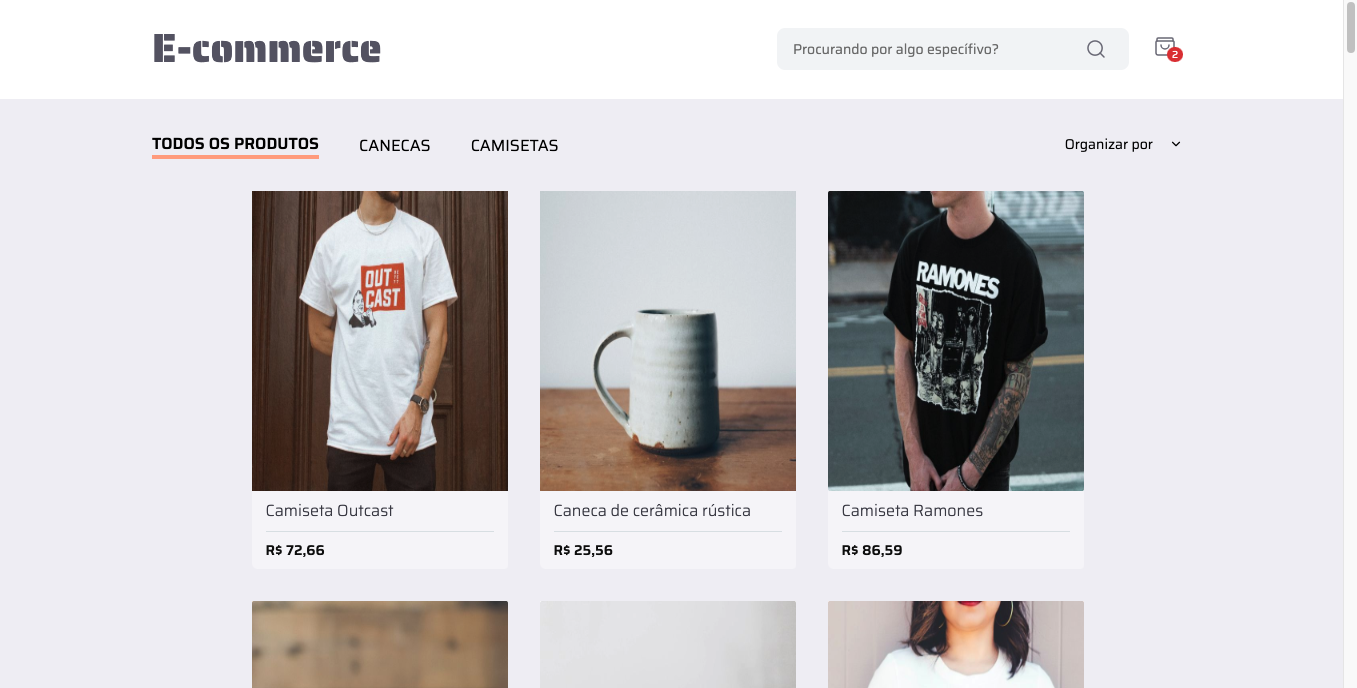 E-commerce
Procurando por algo específivo?
2
TODOS OS PRODUTOS
CANECAS
CAMISETAS
Organizar por
OUT
CAST
RAMONES
Camiseta Outcast
Caneca de cerâmica rústica
Camiseta Ramones
R$ 72,66
R$ 25,56
R$ 86,59